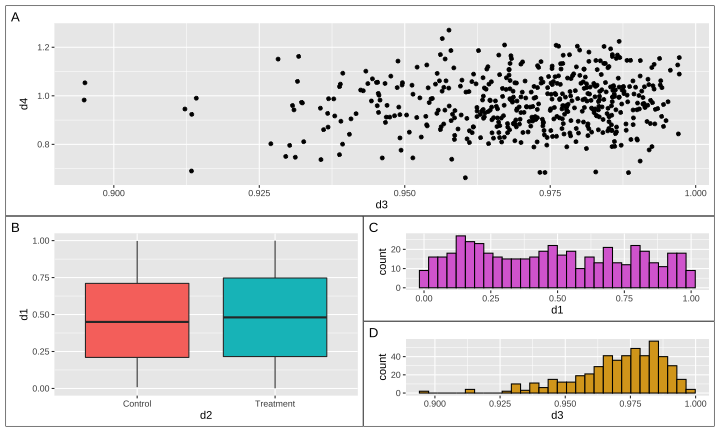 A
1.2
1.0
0.8
d4
0.900 0.925 0.950 0.975 1.000
d3
B
1.00
0.75
0.50
0.25
0.00
d1
Control Treatment
d2
C
20
10
0
count
0.00 0.25 0.50 0.75 1.00
d1
D
40
20
0
count
0.900 0.925 0.950 0.975 1.000
d3